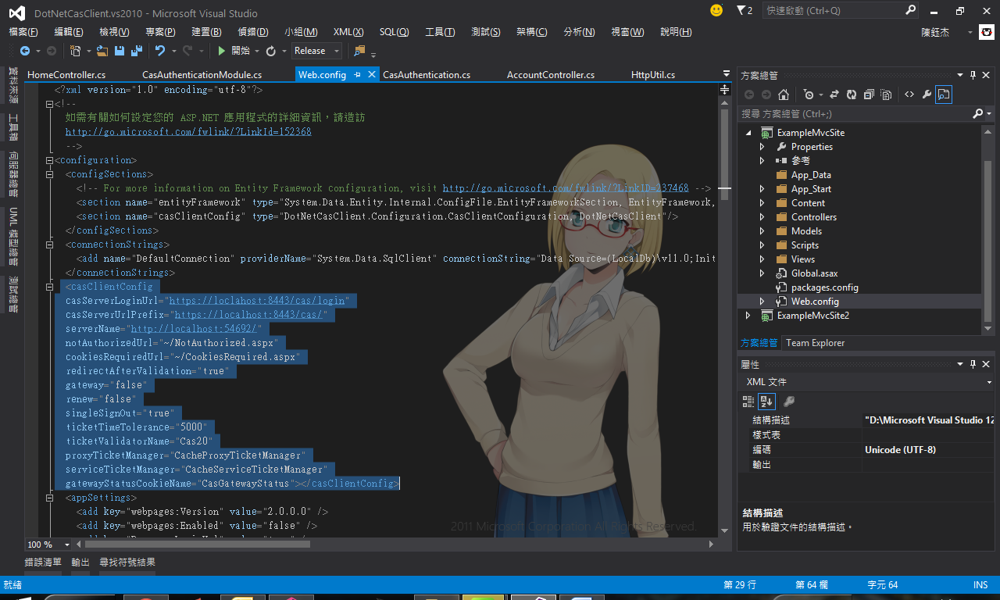 DotNetCasClient.vs2010 - Microsoft Visual Studio
2
快速啟動 (Ctrl+Q)
檔案(F) 編輯(E) 檢視(V) 專案(P) 建置(B) 偵錯(D) 小組(M) XML(X) SQL(Q) 工具(T) 測試(S) 架構(C) 分析(N) 視窗(W) 說明(H)
陳鈺杰
開始 Release
資料來源
工具箱
伺服器總管
UML 模型總管
測試總管
HomeController.cs CasAuthenticationModule.cs Web.config CasAuthentication.cs AccountController.cs HttpUtil.cs
<?xml version="1.0" encoding="utf-8"?>
<!--
如需有關如何設定您的 ASP.NET 應用程式的詳細資訊，請造訪
http://go.microsoft.com/fwlink/?LinkId=152368
-->
<configuration>
<configSections>
<!-- For more information on Entity Framework configuration, visit http://go.microsoft.com/fwlink/?LinkID=237468 -->
<section name="entityFramework" type="System.Data.Entity.Internal.ConfigFile.EntityFrameworkSection, EntityFramework,
<section name="casClientConfig" type="DotNetCasClient.Configuration.CasClientConfiguration, DotNetCasClient"/>
</configSections>
<connectionStrings>
<add name="DefaultConnection" providerName="System.Data.SqlClient" connectionString="Data Source=(LocalDb)\v11.0;Init
</connectionStrings>
<casClientConfig
casServerLoginUrl="https://loclahost:8443/cas/login"
casServerUrlPrefix="https://localhost:8443/cas/"
serverName="http://localhost:54692/"
notAuthorizedUrl="~/NotAuthorized.aspx"
cookiesRequiredUrl="~/CookiesRequired.aspx"
redirectAfterValidation="true"
gateway="false"
renew="false"
singleSignOut="true"
ticketTimeTolerance="5000"
ticketValidatorName="Cas20"
proxyTicketManager="CacheProxyTicketManager"
serviceTicketManager="CacheServiceTicketManager"
gatewayStatusCookieName="CasGatewayStatus"></casClientConfig>
<appSettings>
<add key="webpages:Version" value="2.0.0.0" />
<add key="webpages:Enabled" value="false" />
2011 Microsoft Corporation All Rights Reserved.
100 %
方案總管
搜尋 方案總管 (Ctrl+;)
ExampleMvcSite
Properties
參考
App_Data
App_Start
Content
Controllers
Models
Scripts
Views
Global.asax
packages.config
Web.config
ExampleMvcSite2
方案總管 Team Explorer
屬性
XML 文件
結構描述 "D:\Microsoft Visual Studio 12
樣式表
編碼 Unicode (UTF-8)
輸出
結構描述
用於驗證文件的結構描述。
錯誤清單 輸出 尋找符號結果
就緒 第 29 行 第 64 欄 字元 64 INS